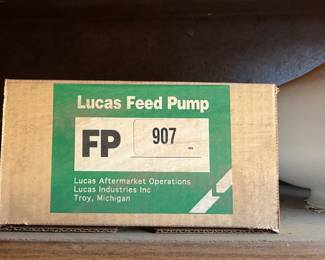 Lucas Feed Pump
FP 907
Lucas Aftermarket Operations
Lucas Industries Inc
Troy, Michigan